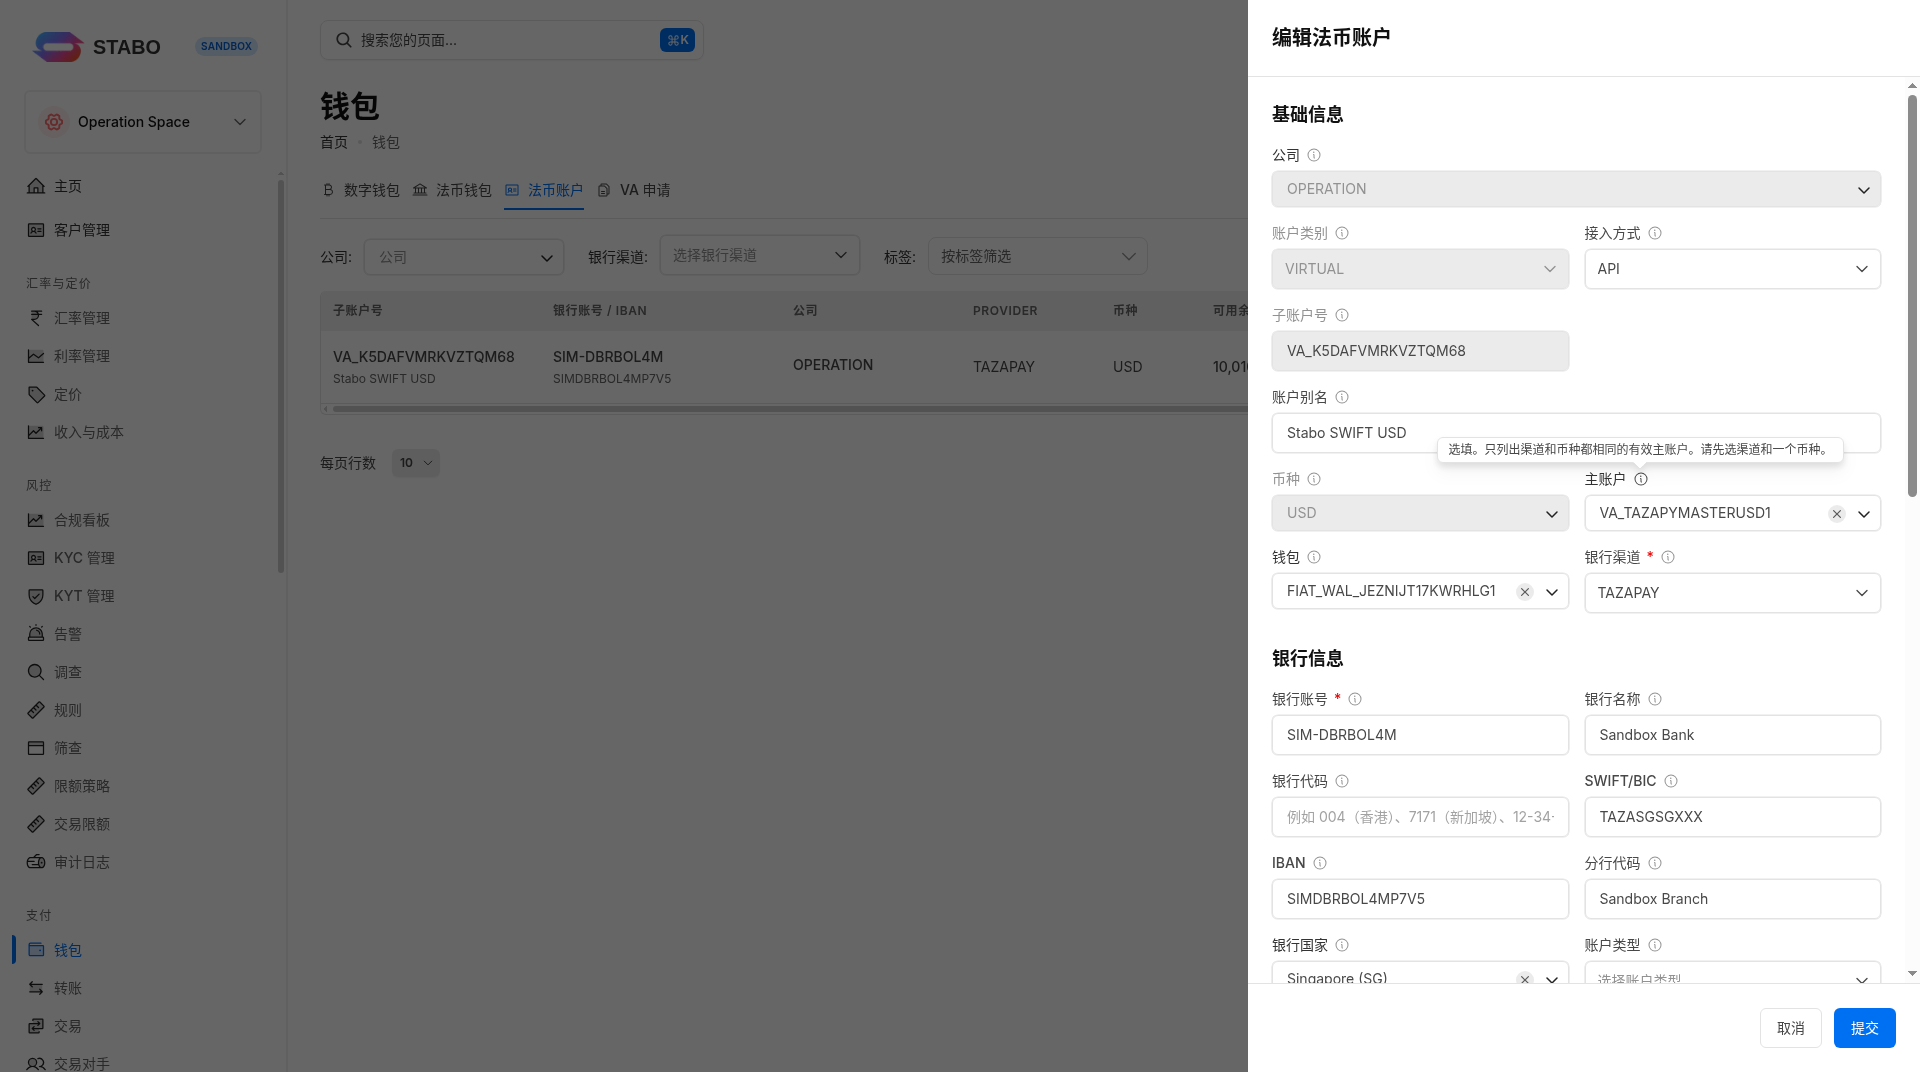 STABO
SANDBOX
Operation Space
主页
客户管理
汇率与定价
汇率管理
利率管理
定价
收入与成本
风控
合规看板
KYC 管理
KYT 管理
告警
调查
规则
筛查
限额策略
交易限额
审计日志
支付
钱包
转账
交易
交易对手
搜索您的页面...
⌘K
钱包
首页 • 钱包
数字钱包 法币钱包 法币账户 VA 申请
公司: 公司 银行渠道: 选择银行渠道 标签: 按标签筛选
子账户号 银行账号 / IBAN 公司 PROVIDER 币种 可用余
VA_K5DAFVMRKVZTQM68 SIM-DBRBOL4M OPERATION TAZAPAY USD 10,01
Stabo SWIFT USD SIMDBRBOL4MP7V5
每页行数 10
编辑法币账户
基础信息
公司
OPERATION
账户类别 接入方式
VIRTUAL API
子账户号
VA_K5DAFVMRKVZTQM68
账户别名
Stabo SWIFT USD
选填。只列出渠道和币种都相同的有效主账户。请先选渠道和一个币种。
币种 主账户
USD VA_TAZAPYMASTERUSD1
钱包 银行渠道 *
FIAT_WAL_JEZNIJT17KWRHLG1 TAZAPAY
银行信息
银行账号 * 银行名称
SIM-DBRBOL4M Sandbox Bank
银行代码 SWIFT/BIC
例如 004（香港）、7171（新加坡）、12-34- TAZASGSGXXX
IBAN 分行代码
SIMDBRBOL4MP7V5 Sandbox Branch
银行国家 账户类型
Singapore (SG) 选择账户类型
取消 提交